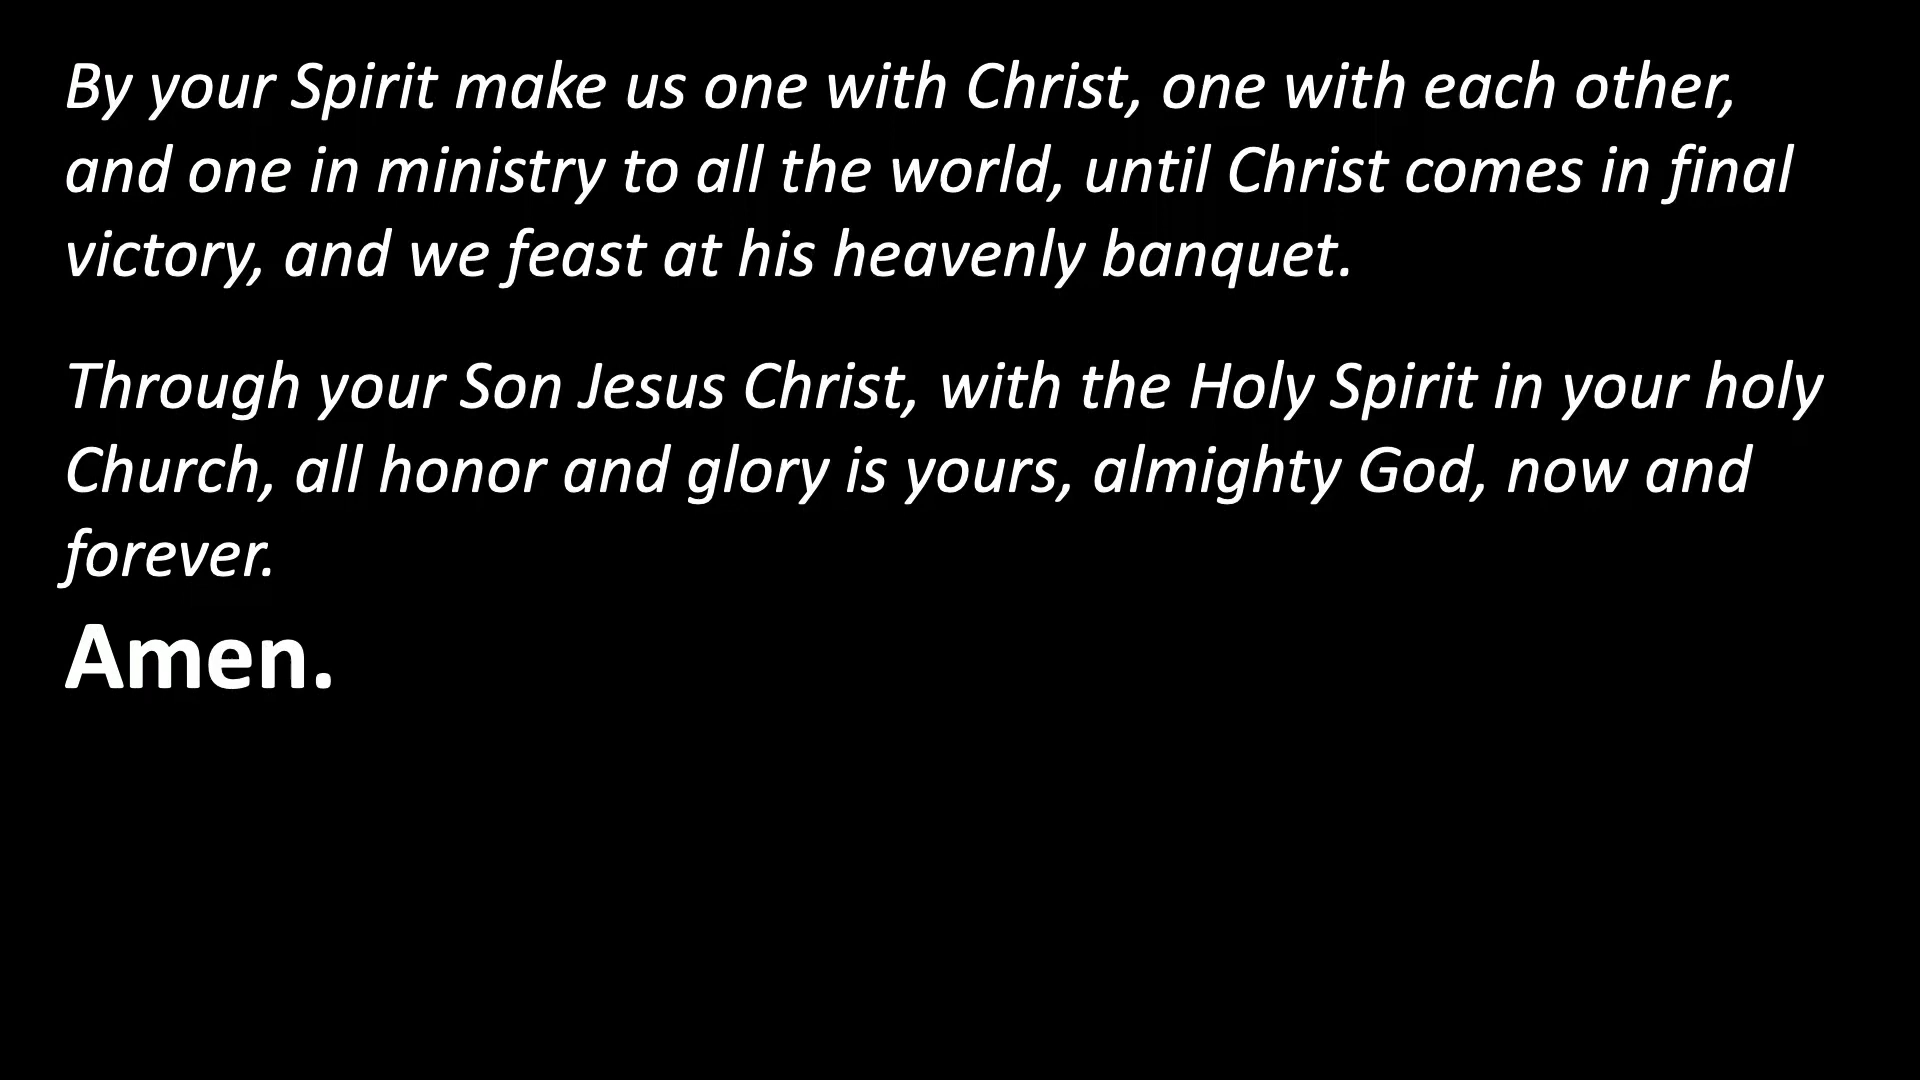 By your Spirit make us one with Christ, one with each other,
and one in ministry to all the world, until Christ comes in final
victory, and we feast at his heavenly banquet.
Through your Son Jesus Christ, with the Holy Spirit in your holy
Church, all honor and glory is yours, almighty God, now and
forever.
Amen.